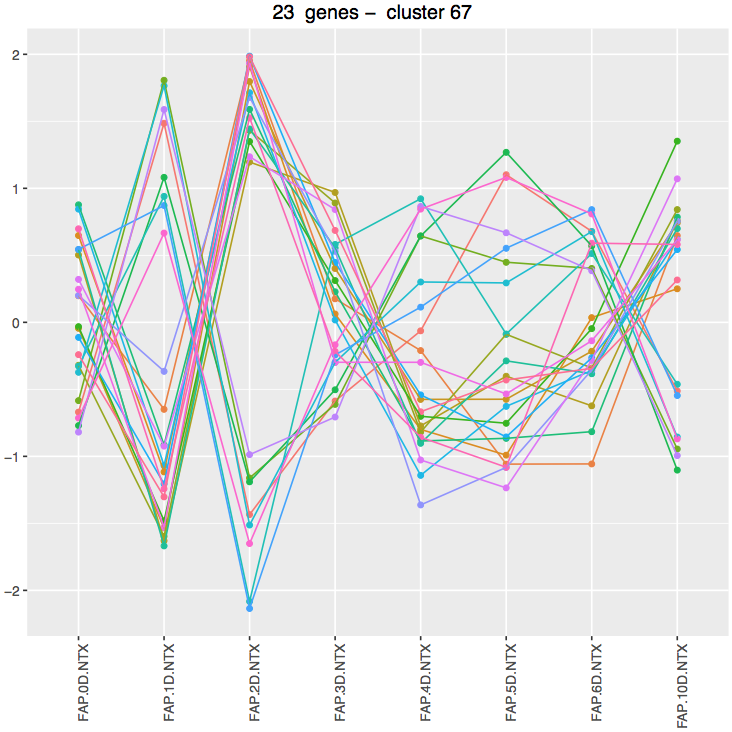 23 genes – cluster 67
2
1
0
−1
−2
FAP.0D.NTX
FAP.1D.NTX
FAP.2D.NTX
FAP.3D.NTX
FAP.4D.NTX
FAP.5D.NTX
FAP.6D.NTX
FAP.10D.NTX